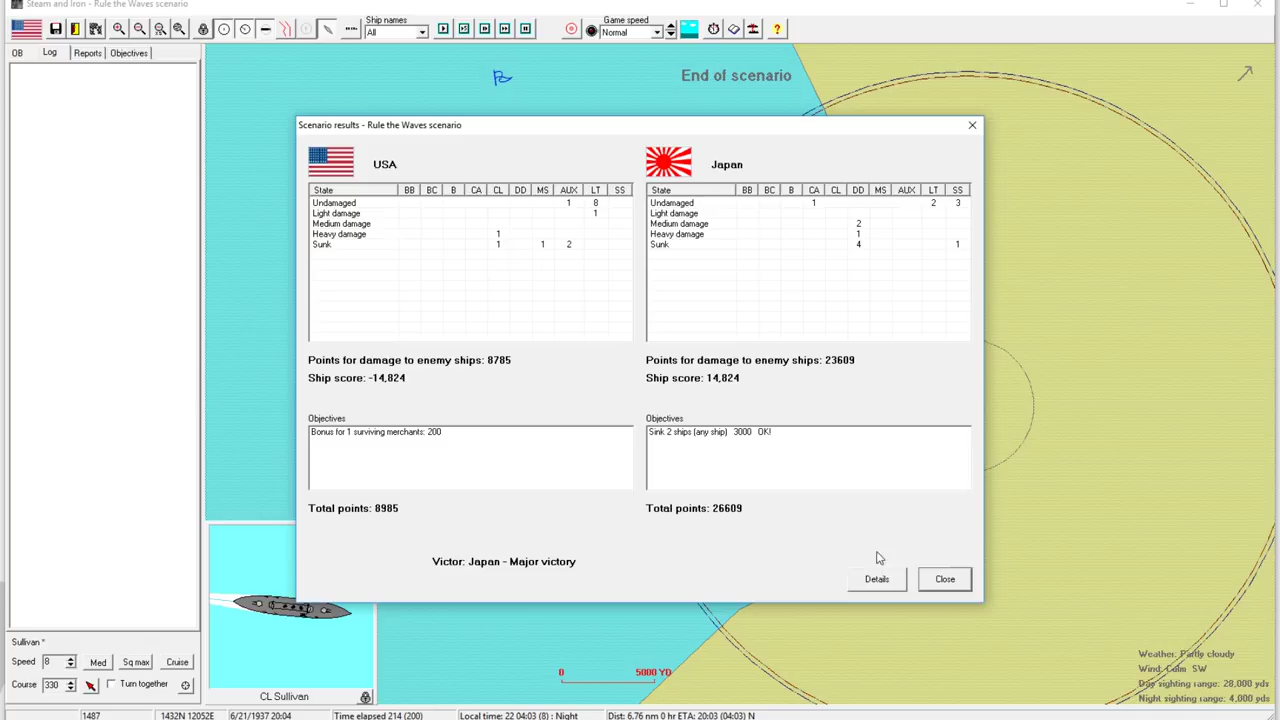 Steam and Iron - Rule the Waves scenario
Ship names
All
Game speed
Normal
?
OB Log Reports Objectives
End of scenario
Scenario results - Rule the Waves scenario
USA
State BB BC B CA CL DD MS AUX LT SS
Undamaged 1 8
Light damage 1
Medium damage
Heavy damage 1
Sunk 1 1 2
Points for damage to enemy ships: 8785
Ship score: -14,824
Objectives
Bonus for 1 surviving merchants: 200
Total points: 8985
Japan
State BB BC B CA CL DD MS AUX LT SS
Undamaged 1 2 3
Light damage
Medium damage 2
Heavy damage 1
Sunk 4 1
Points for damage to enemy ships: 23609
Ship score: 14,824
Objectives
Sink 2 ships (any ship) 3000 OK!
Total points: 26609
Victor: Japan - Major victory
Details Close
Sullivan *
Speed 8 Med Sq max Cruise
Course 330 Turn together
CL Sullivan
0 5000 YD
Weather: Partly cloudy
Wind: Calm SW
Day sighting range: 28,000 yds
Night sighting range: 4,000 yds
1487 1432N 12052E 6/21/1937 20:04 Time elapsed 214 (200) Local time: 22 04:03 (8) : Night Dist: 6.76 nm 0 hr ETA: 20:03 (04:03) N